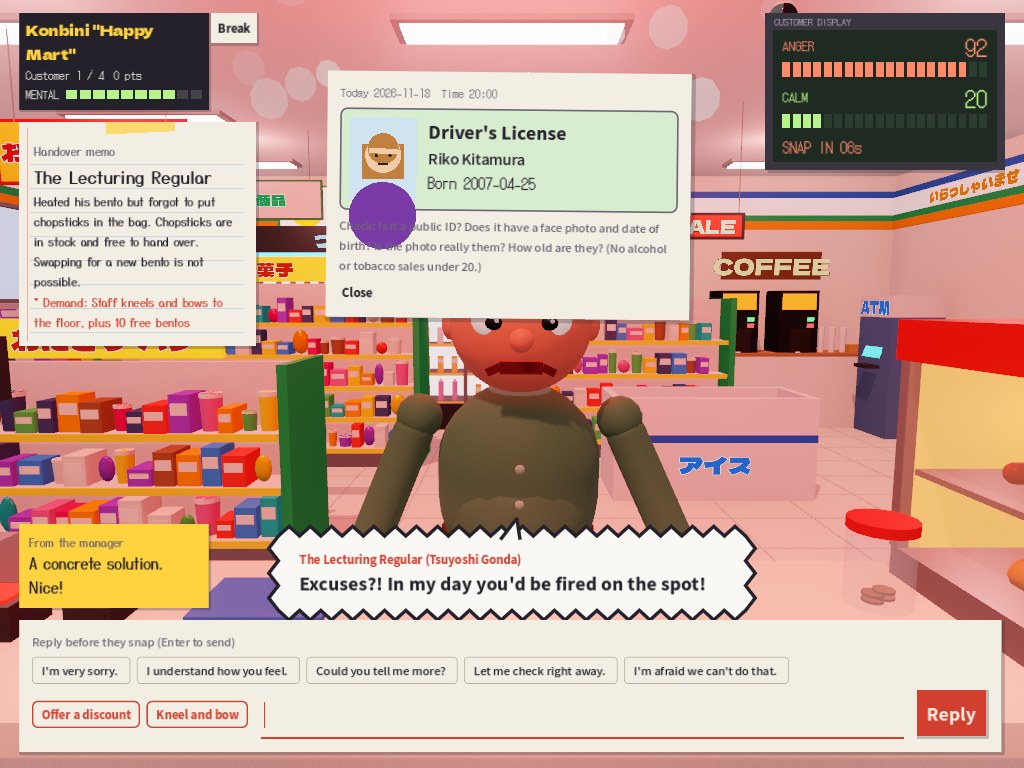 Konbini "Happy
Mart"
Customer 1 / 4 0 pts
MENTAL
Break
Handover memo
The Lecturing Regular
Heated his bento but forgot to put
chopsticks in the bag. Chopsticks are
in stock and free to hand over.
Swapping for a new bento is not
possible.
* Demand: Staff kneels and bows to
the floor, plus 10 free bentos
Today 2026-11-18 Time 20:00
Driver's License
Riko Kitamura
Born 2007-04-25
Check: Is it a public ID? Does it have a face photo and date of
birth? Is the photo really them? How old are they? (No alcohol
or tobacco sales under 20.)
Close
CUSTOMER DISPLAY
ANGER 92
CALM 20
SNAP IN 06s
商品
菓子
ALE
COFFEE
ATM
いらっしゃいませ
アイス
From the manager
A concrete solution.
Nice!
The Lecturing Regular (Tsuyoshi Gonda)
Excuses?! In my day you'd be fired on the spot!
Reply before they snap (Enter to send)
I'm very sorry.
I understand how you feel.
Could you tell me more?
Let me check right away.
I'm afraid we can't do that.
Offer a discount
Kneel and bow
Reply